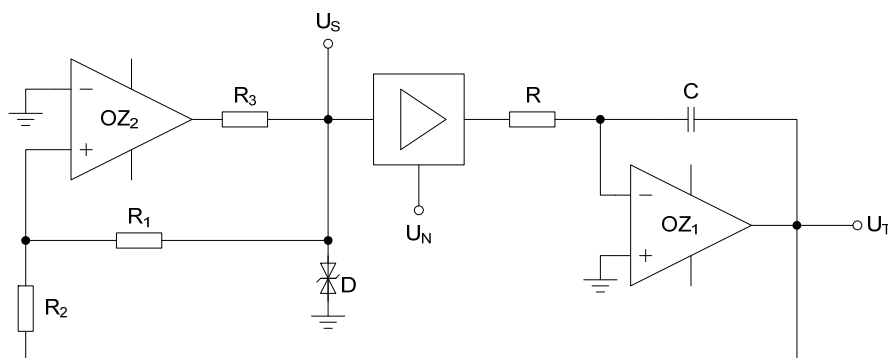 U_S
R_3
R
C
OZ_2
−
+
R_1
U_N
OZ_1
−
+
U_T
D
R_2